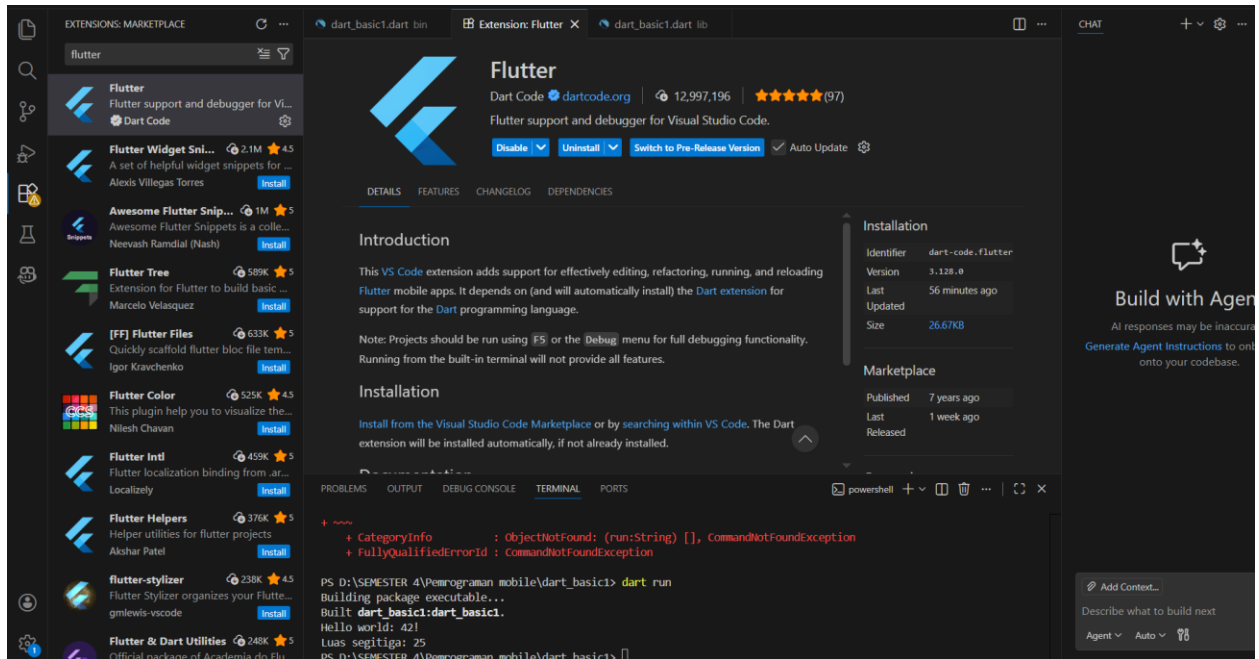 EXTENSIONS: MARKETPLACE
flutter
Flutter
Flutter support and debugger for Vi...
Dart Code
Flutter Widget Sni... 2.1M 4.5
A set of helpful widget snippets for ...
Alexis Villegas Torres Install
Awesome Flutter Snip... 1M 5
Awesome Flutter Snippets is a colle...
Neevash Ramdial (Nash) Install
Snippets
Flutter Tree 589K 5
Extension for Flutter to build basic ...
Marcelo Velasquez Install
[FF] Flutter Files 633K 5
Quickly scaffold flutter bloc file tem...
Igor Kravchenko Install
Flutter Color 525K 4.5
This plugin help you to visualize the...
Nilesh Chavan Install
Flutter Intl 459K 5
Flutter localization binding from .ar...
Localizely Install
Flutter Helpers 376K 5
Helper utilities for flutter projects
Akshar Patel Install
flutter-stylizer 238K 4.5
Flutter Stylizer organizes your Flutte...
gmlewis-vscode Install
Flutter & Dart Utilities 248K 5
Official package of Academia do Flu...
1
dart_basic1.dart bin
Extension: Flutter
dart_basic1.dart lib
Flutter
Dart Code dartcode.org 12,997,196 (97)
Flutter support and debugger for Visual Studio Code.
Disable Uninstall Switch to Pre-Release Version Auto Update
DETAILS FEATURES CHANGELOG DEPENDENCIES
Introduction
This VS Code extension adds support for effectively editing, refactoring, running, and reloading
Flutter mobile apps. It depends on (and will automatically install) the Dart extension for
support for the Dart programming language.
Note: Projects should be run using F5 or the Debug menu for full debugging functionality.
Running from the built-in terminal will not provide all features.
Installation
Install from the Visual Studio Code Marketplace or by searching within VS Code. The Dart
extension will be installed automatically, if not already installed.
Installation
Identifier dart-code.flutter
Version 3.128.0
Last Updated 56 minutes ago
Size 26.67KB
Marketplace
Published 7 years ago
Last Released 1 week ago
PROBLEMS OUTPUT DEBUG CONSOLE TERMINAL PORTS
powershell
+ ~~~
+ CategoryInfo : ObjectNotFound: (run:String) [], CommandNotFoundException
+ FullyQualifiedErrorId : CommandNotFoundException
PS D:\SEMESTER 4\Pemrograman mobile\dart_basic1> dart run
Building package executable...
Built dart_basic1:dart_basic1.
Hello world: 42!
Luas segitiga: 25
PS D:\SEMESTER 4\Pemrograman mobile\dart_basic1>
CHAT
Build with Agen
AI responses may be inaccura
Generate Agent Instructions to onb
onto your codebase.
Add Context...
Describe what to build next
Agent Auto